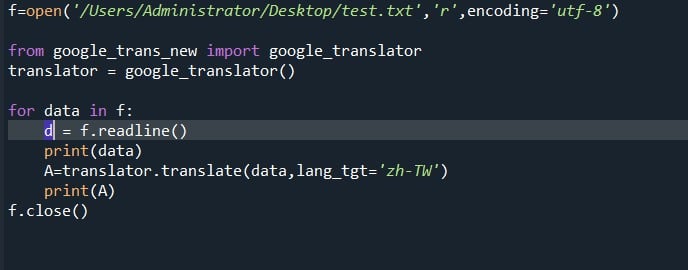 f=open('/Users/Administrator/Desktop/test.txt','r',encoding='utf-8')
from google_trans_new import google_translator
translator = google_translator()
for data in f:
    d = f.readline()
    print(data)
    A=translator.translate(data,lang_tgt='zh-TW')
    print(A)
f.close()